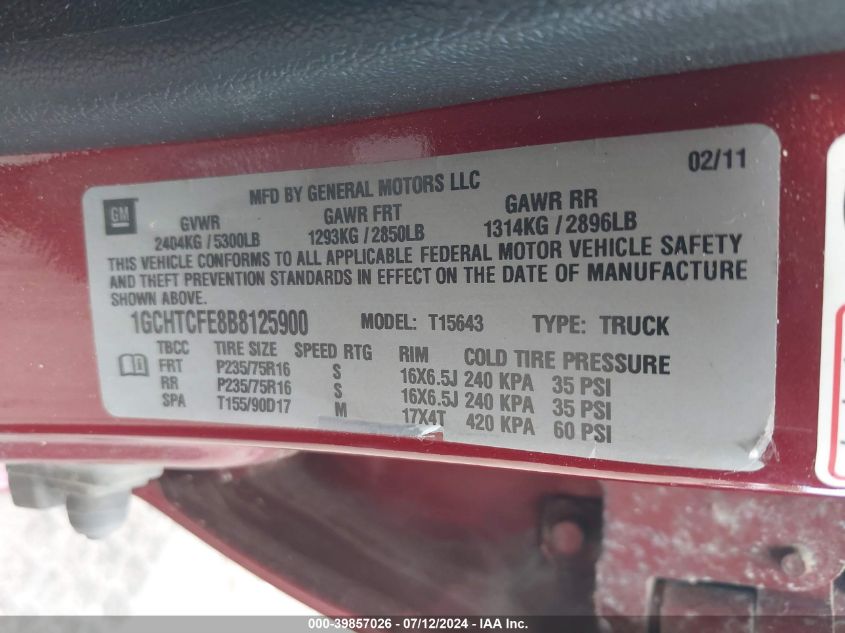 02/11
MFD BY GENERAL MOTORS LLC
GM
GVWR GAWR FRT GAWR RR
2404KG / 5300LB 1293KG / 2850LB 1314KG / 2896LB
THIS VEHICLE CONFORMS TO ALL APPLICABLE FEDERAL MOTOR VEHICLE SAFETY
AND THEFT PREVENTION STANDARDS IN EFFECT ON THE DATE OF MANUFACTURE
SHOWN ABOVE.
1GCHTCFE8B8125900 MODEL: T15643 TYPE: TRUCK
TBCC TIRE SIZE SPEED RTG RIM COLD TIRE PRESSURE
FRT P235/75R16 S 16X6.5J 240 KPA 35 PSI
RR P235/75R16 S 16X6.5J 240 KPA 35 PSI
SPA T155/90D17 M 17X4T 420 KPA 60 PSI
000-39857026 - 07/12/2024 - IAA Inc.